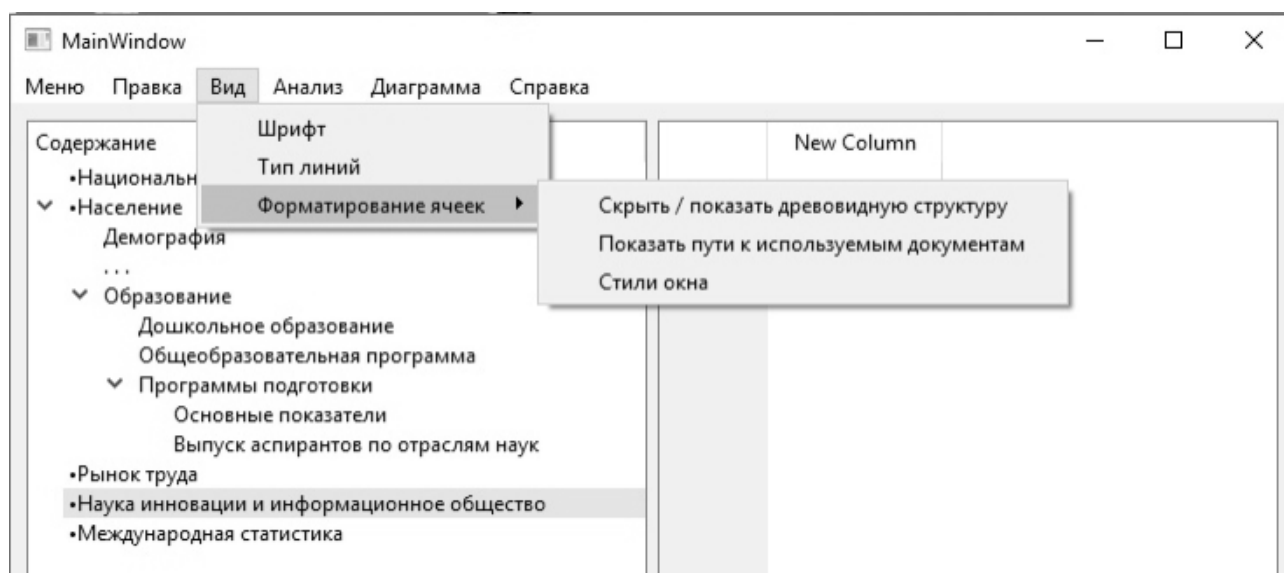 MainWindow
Меню Правка Вид Анализ Диаграмма Справка
Содержание Шрифт New Column
Тип линий
•Национальн
•Население Форматирование ячеек Скрыть / показать древовидную структуру
Демография Показать пути к используемым документам
. . .
Стили окна
Образование
Дошкольное образование
Общеобразовательная программа
Программы подготовки
Основные показатели
Выпуск аспирантов по отраслям наук
•Рынок труда
•Наука инновации и информационное общество
•Международная статистика